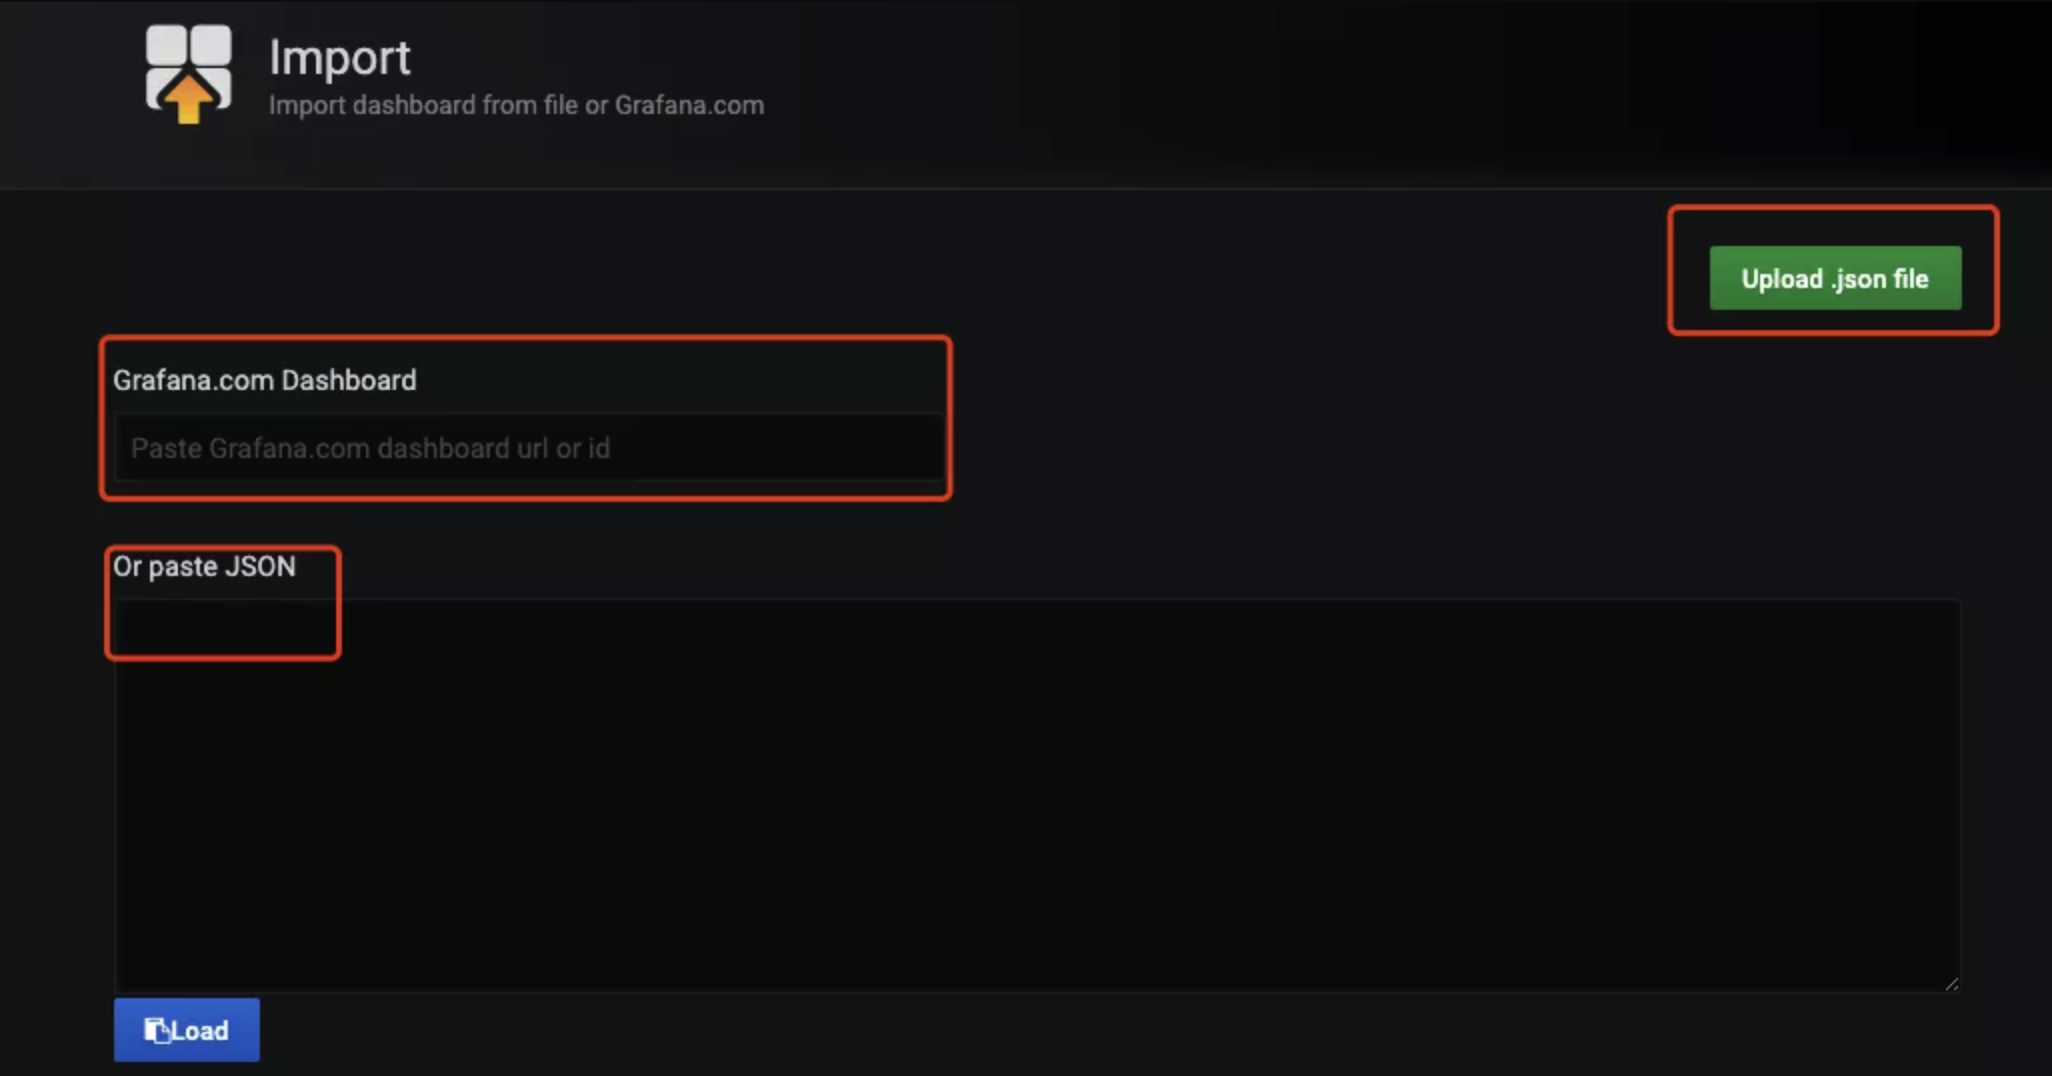 Import
Import dashboard from file or Grafana.com
Upload .json file
Grafana.com Dashboard
Paste Grafana.com dashboard url or id
Or paste JSON
Load